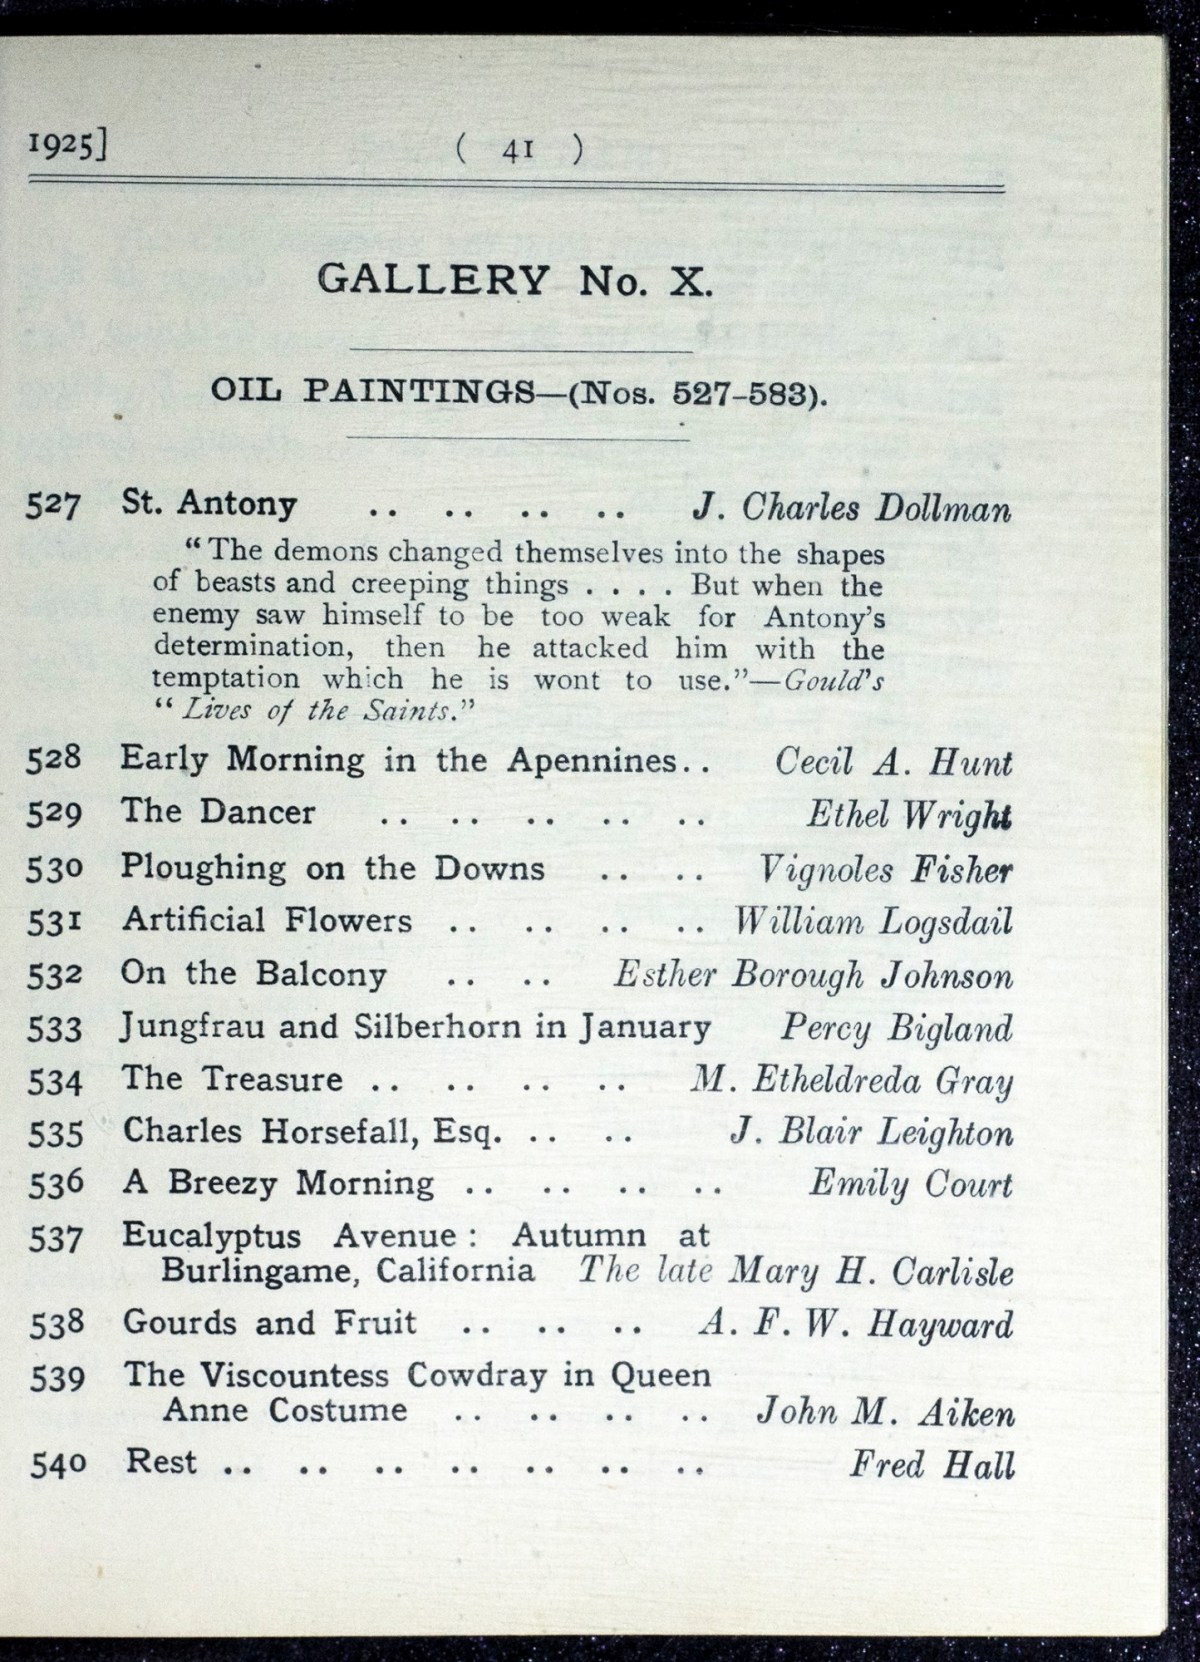 1925] ( 41 )
GALLERY No. X.
OIL PAINTINGS—(Nos. 527-583).
527 St. Antony .. .. .. .. J. Charles Dollman
“The demons changed themselves into the shapes
of beasts and creeping things . . . . But when the
enemy saw himself to be too weak for Antony’s
determination, then he attacked him with the
temptation which he is wont to use.”—Gould’s
“ Lives of the Saints.”
528 Early Morning in the Apennines.. Cecil A. Hunt
529 The Dancer .. .. .. .. .. Ethel Wright
530 Ploughing on the Downs .. .. Vignoles Fisher
531 Artificial Flowers .. .. .. .. William Logsdail
532 On the Balcony .. .. Esther Borough Johnson
533 Jungfrau and Silberhorn in January Percy Bigland
534 The Treasure .. .. .. .. M. Etheldreda Gray
535 Charles Horsefall, Esq. .. .. J. Blair Leighton
536 A Breezy Morning .. .. .. .. Emily Court
537 Eucalyptus Avenue : Autumn at
Burlingame, California The late Mary H. Carlisle
538 Gourds and Fruit .. .. .. A. F. W. Hayward
539 The Viscountess Cowdray in Queen
Anne Costume .. .. .. .. John M. Aiken
540 Rest .. .. .. .. .. .. .. Fred Hall